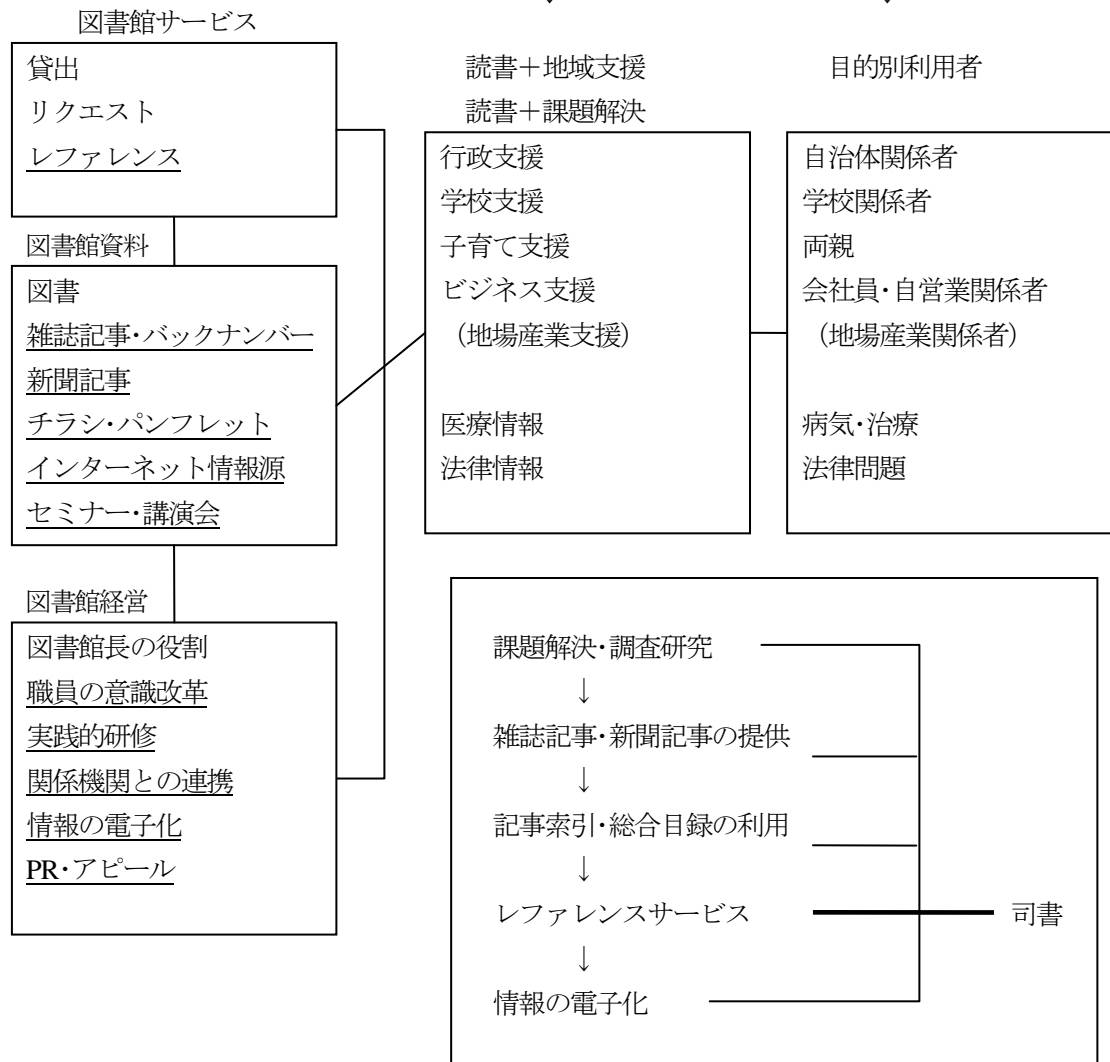 図書館サービス
貸出
リクエスト
レファレンス
図書館資料
図書
雑誌記事・バックナンバー
新聞記事
チラシ・パンフレット
インターネット情報源
セミナー・講演会
図書館経営
図書館長の役割
職員の意識改革
実践的研修
関係機関との連携
情報の電子化
PR・アピール
読書＋地域支援
読書＋課題解決
行政支援
学校支援
子育て支援
ビジネス支援
（地場産業支援）
医療情報
法律情報
目的別利用者
自治体関係者
学校関係者
両親
会社員・自営業関係者
（地場産業関係者）
病気・治療
法律問題
課題解決・調査研究
↓
雑誌記事・新聞記事の提供
↓
記事索引・総合目録の利用
↓
レファレンスサービス 司書
↓
情報の電子化